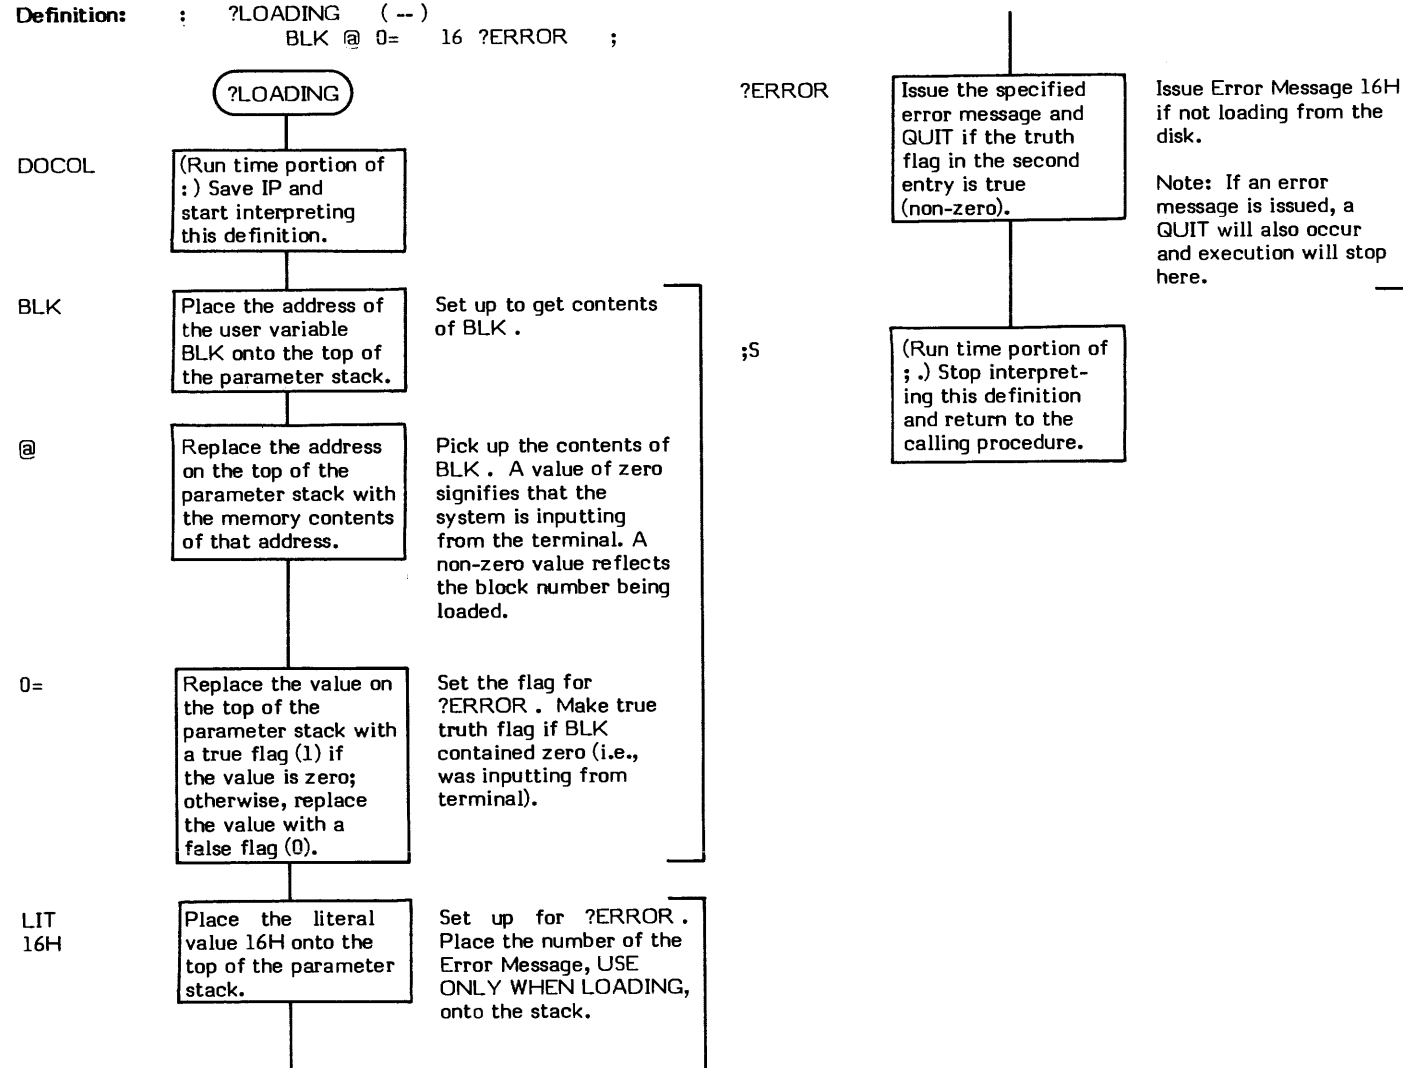 Definition: : ?LOADING ( -- )
BLK @ 0= 16 ?ERROR ;
?LOADING
DOCOL
(Run time portion of
: ) Save IP and
start interpreting
this definition.
BLK
Place the address of
the user variable
BLK onto the top of
the parameter stack.
Set up to get contents
of BLK .
@
Replace the address
on the top of the
parameter stack with
the memory contents
of that address.
Pick up the contents of
BLK . A value of zero
signifies that the
system is inputting
from the terminal. A
non-zero value reflects
the block number being
loaded.
0=
Replace the value on
the top of the
parameter stack with
a true flag (1) if
the value is zero;
otherwise, replace
the value with a
false flag (0).
Set the flag for
?ERROR . Make true
truth flag if BLK
contained zero (i.e.,
was inputting from
terminal).
LIT
16H
Place the literal
value 16H onto the
top of the parameter
stack.
Set up for ?ERROR .
Place the number of the
Error Message, USE
ONLY WHEN LOADING,
onto the stack.
?ERROR
Issue the specified
error message and
QUIT if the truth
flag in the second
entry is true
(non-zero).
Issue Error Message 16H
if not loading from the
disk.
Note: If an error
message is issued, a
QUIT will also occur
and execution will stop
here.
;S
(Run time portion of
; .) Stop interpret-
ing this definition
and return to the
calling procedure.